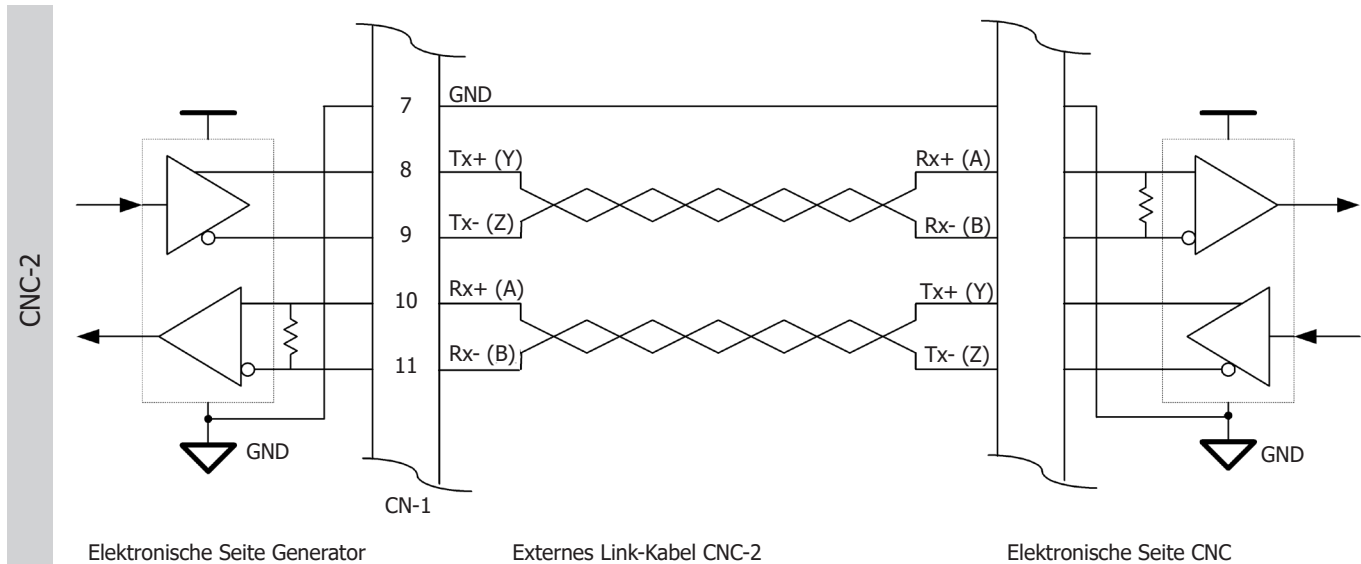 CNC-2
7 GND
8 Tx+ (Y) Rx+ (A)
9 Tx- (Z) Rx- (B)
10 Rx+ (A) Tx+ (Y)
11 Rx- (B) Tx- (Z)
GND GND
CN-1
Elektronische Seite Generator Externes Link-Kabel CNC-2 Elektronische Seite CNC